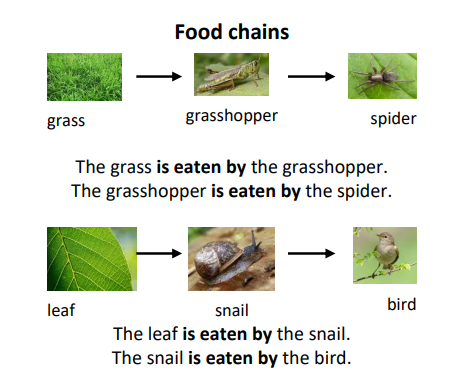 Food chains
grass
grasshopper
spider
The grass is eaten by the grasshopper.
The grasshopper is eaten by the spider.
leaf
snail
bird
The leaf is eaten by the snail.
The snail is eaten by the bird.